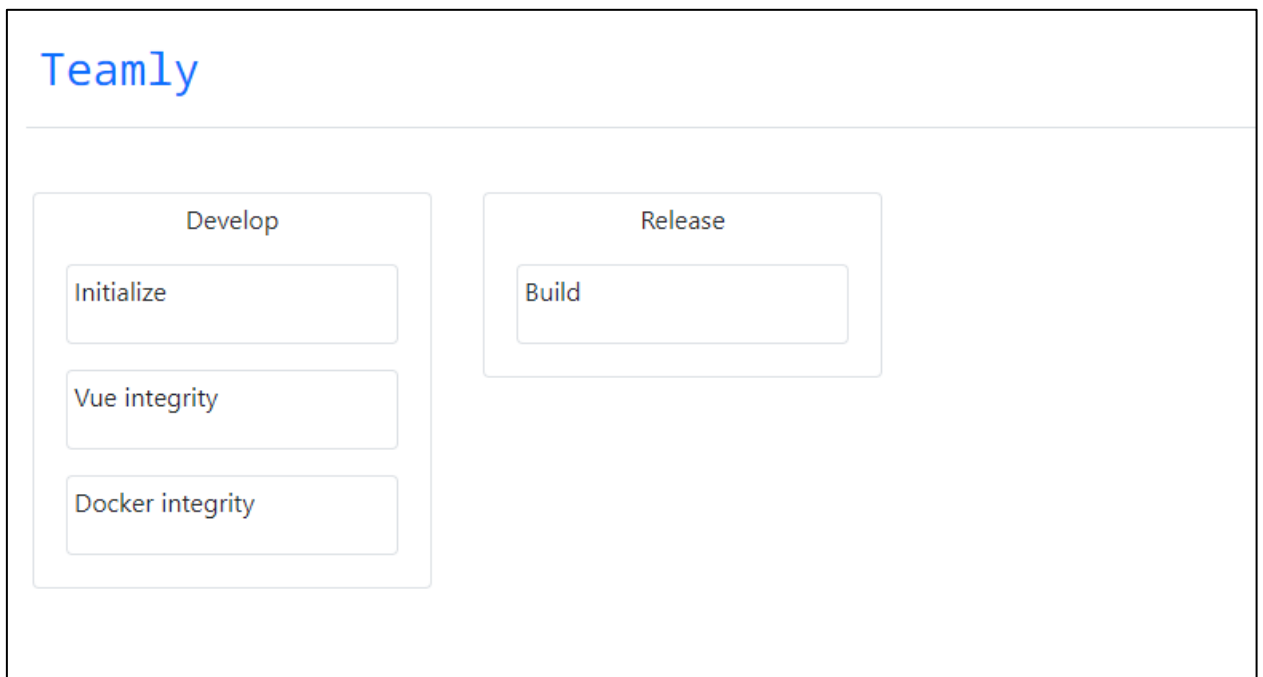 Teamly
Develop
Initialize
Vue integrity
Docker integrity
Release
Build